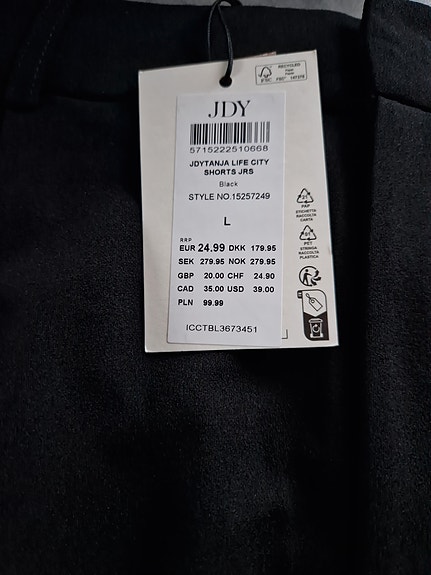 JDY
5715222510668
JDYTANJA LIFE CITY
SHORTS JRS
Black
STYLE NO.15257249
L
RRP
EUR 24.99 DKK 179.95
SEK 279.95 NOK 279.95
GBP 20.00 CHF 24.90
CAD 35.00 USD 39.00
PLN 99.99
ICCTBL3673451
RECYCLED
FSC
PAP
ETICHETTA
RACCOLTA
CARTA
PET
STRINGA
RACCOLTA
PLASTICA